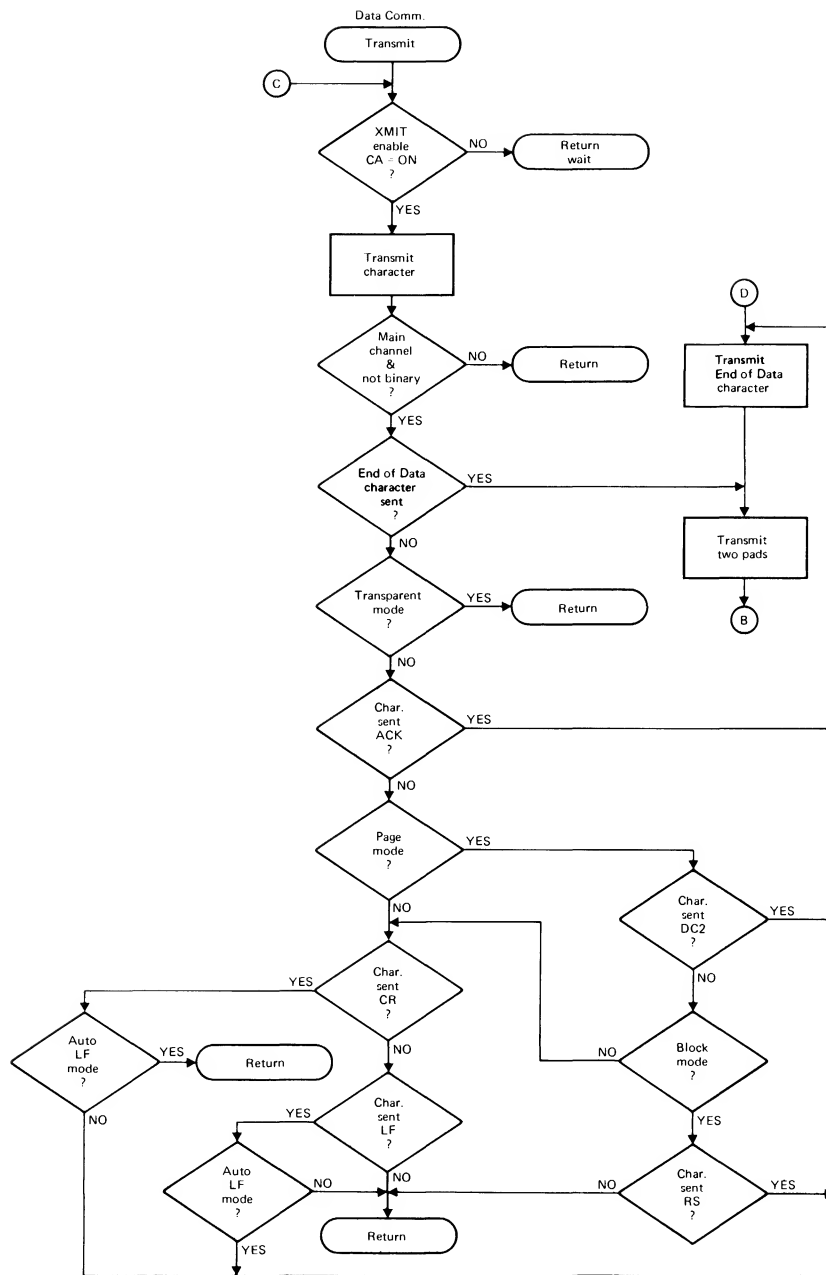 Data Comm.
Transmit
C
XMIT
enable
CA = ON
?
NO
Return
wait
YES
Transmit
character
D
Main
channel
&
not binary
?
NO
Return
Transmit
End of Data
character
YES
End of Data
character
sent
?
YES
NO
Transmit
two pads
Transparent
mode
?
YES
Return
B
NO
Char.
sent
ACK
?
YES
NO
Page
mode
?
YES
NO
Char.
sent
DC2
?
YES
NO
Char.
sent
CR
?
YES
NO
Auto
LF
mode
?
YES
Return
NO
Block
mode
?
NO
YES
Char.
sent
LF
?
YES
NO
Auto
LF
mode
?
NO
YES
Return
Char.
sent
RS
?
NO
YES